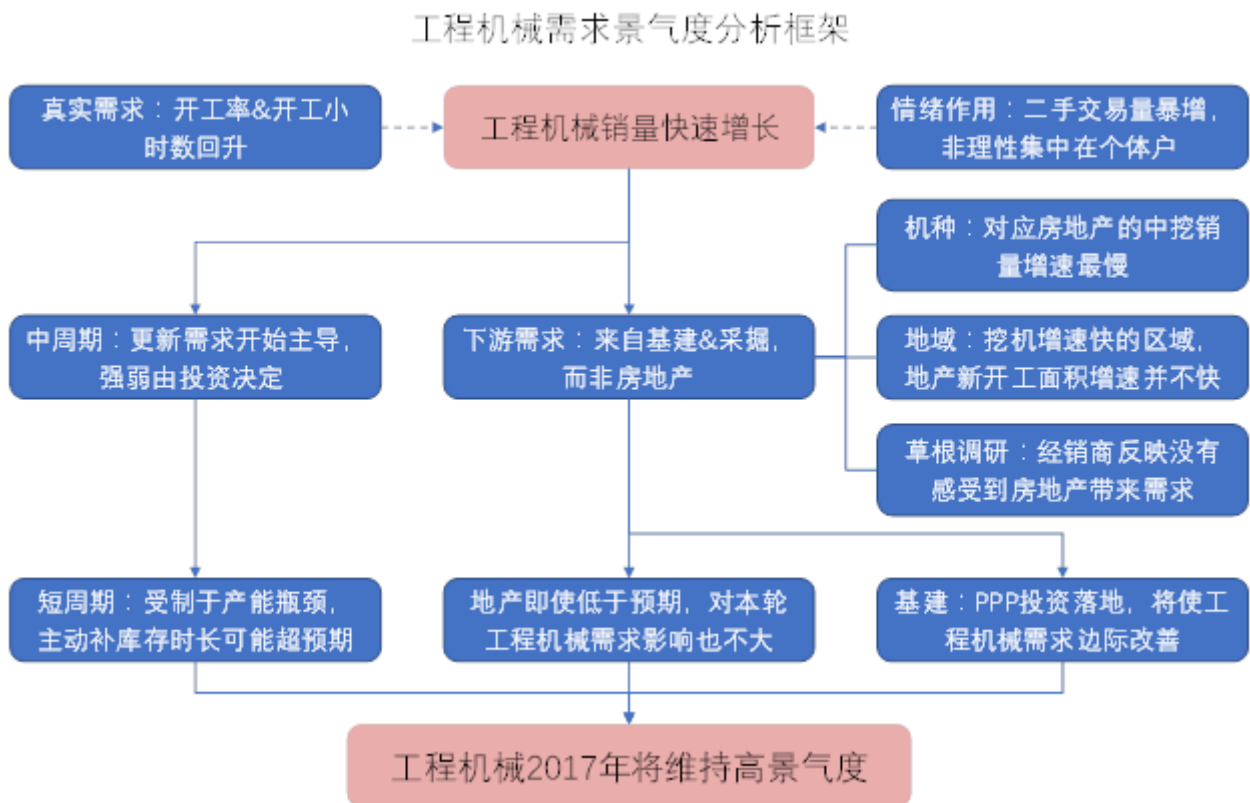 工程机械需求景气度分析框架
真实需求：开工率&开工小
时数回升
工程机械销量快速增长
情绪作用：二手交易量暴增，
非理性集中在个体户
机种：对应房地产的中挖销
量增速最慢
中周期：更新需求开始主导，
强弱由投资决定
下游需求：来自基建&采掘，
而非房地产
地域：挖机增速快的区域，
地产新开工面积增速并不快
草根调研：经销商反映没有
感受到房地产带来需求
短周期：受制于产能瓶颈，
主动补库存时长可能超预期
地产即使低于预期，对本轮
工程机械需求影响也不大
基建：PPP投资落地，将使工
程机械需求边际改善
工程机械2017年将维持高景气度